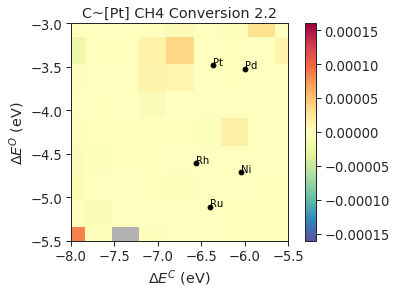 C~[Pt] CH4 Conversion 2.2
ΔE^O (eV)
−3.0
−3.5
−4.0
−4.5
−5.0
−5.5
−8.0 −7.5 −7.0 −6.5 −6.0 −5.5
ΔE^C (eV)
Pt
Pd
Rh
Ni
Ru
0.00015
0.00010
0.00005
0.00000
−0.00005
−0.00010
−0.00015